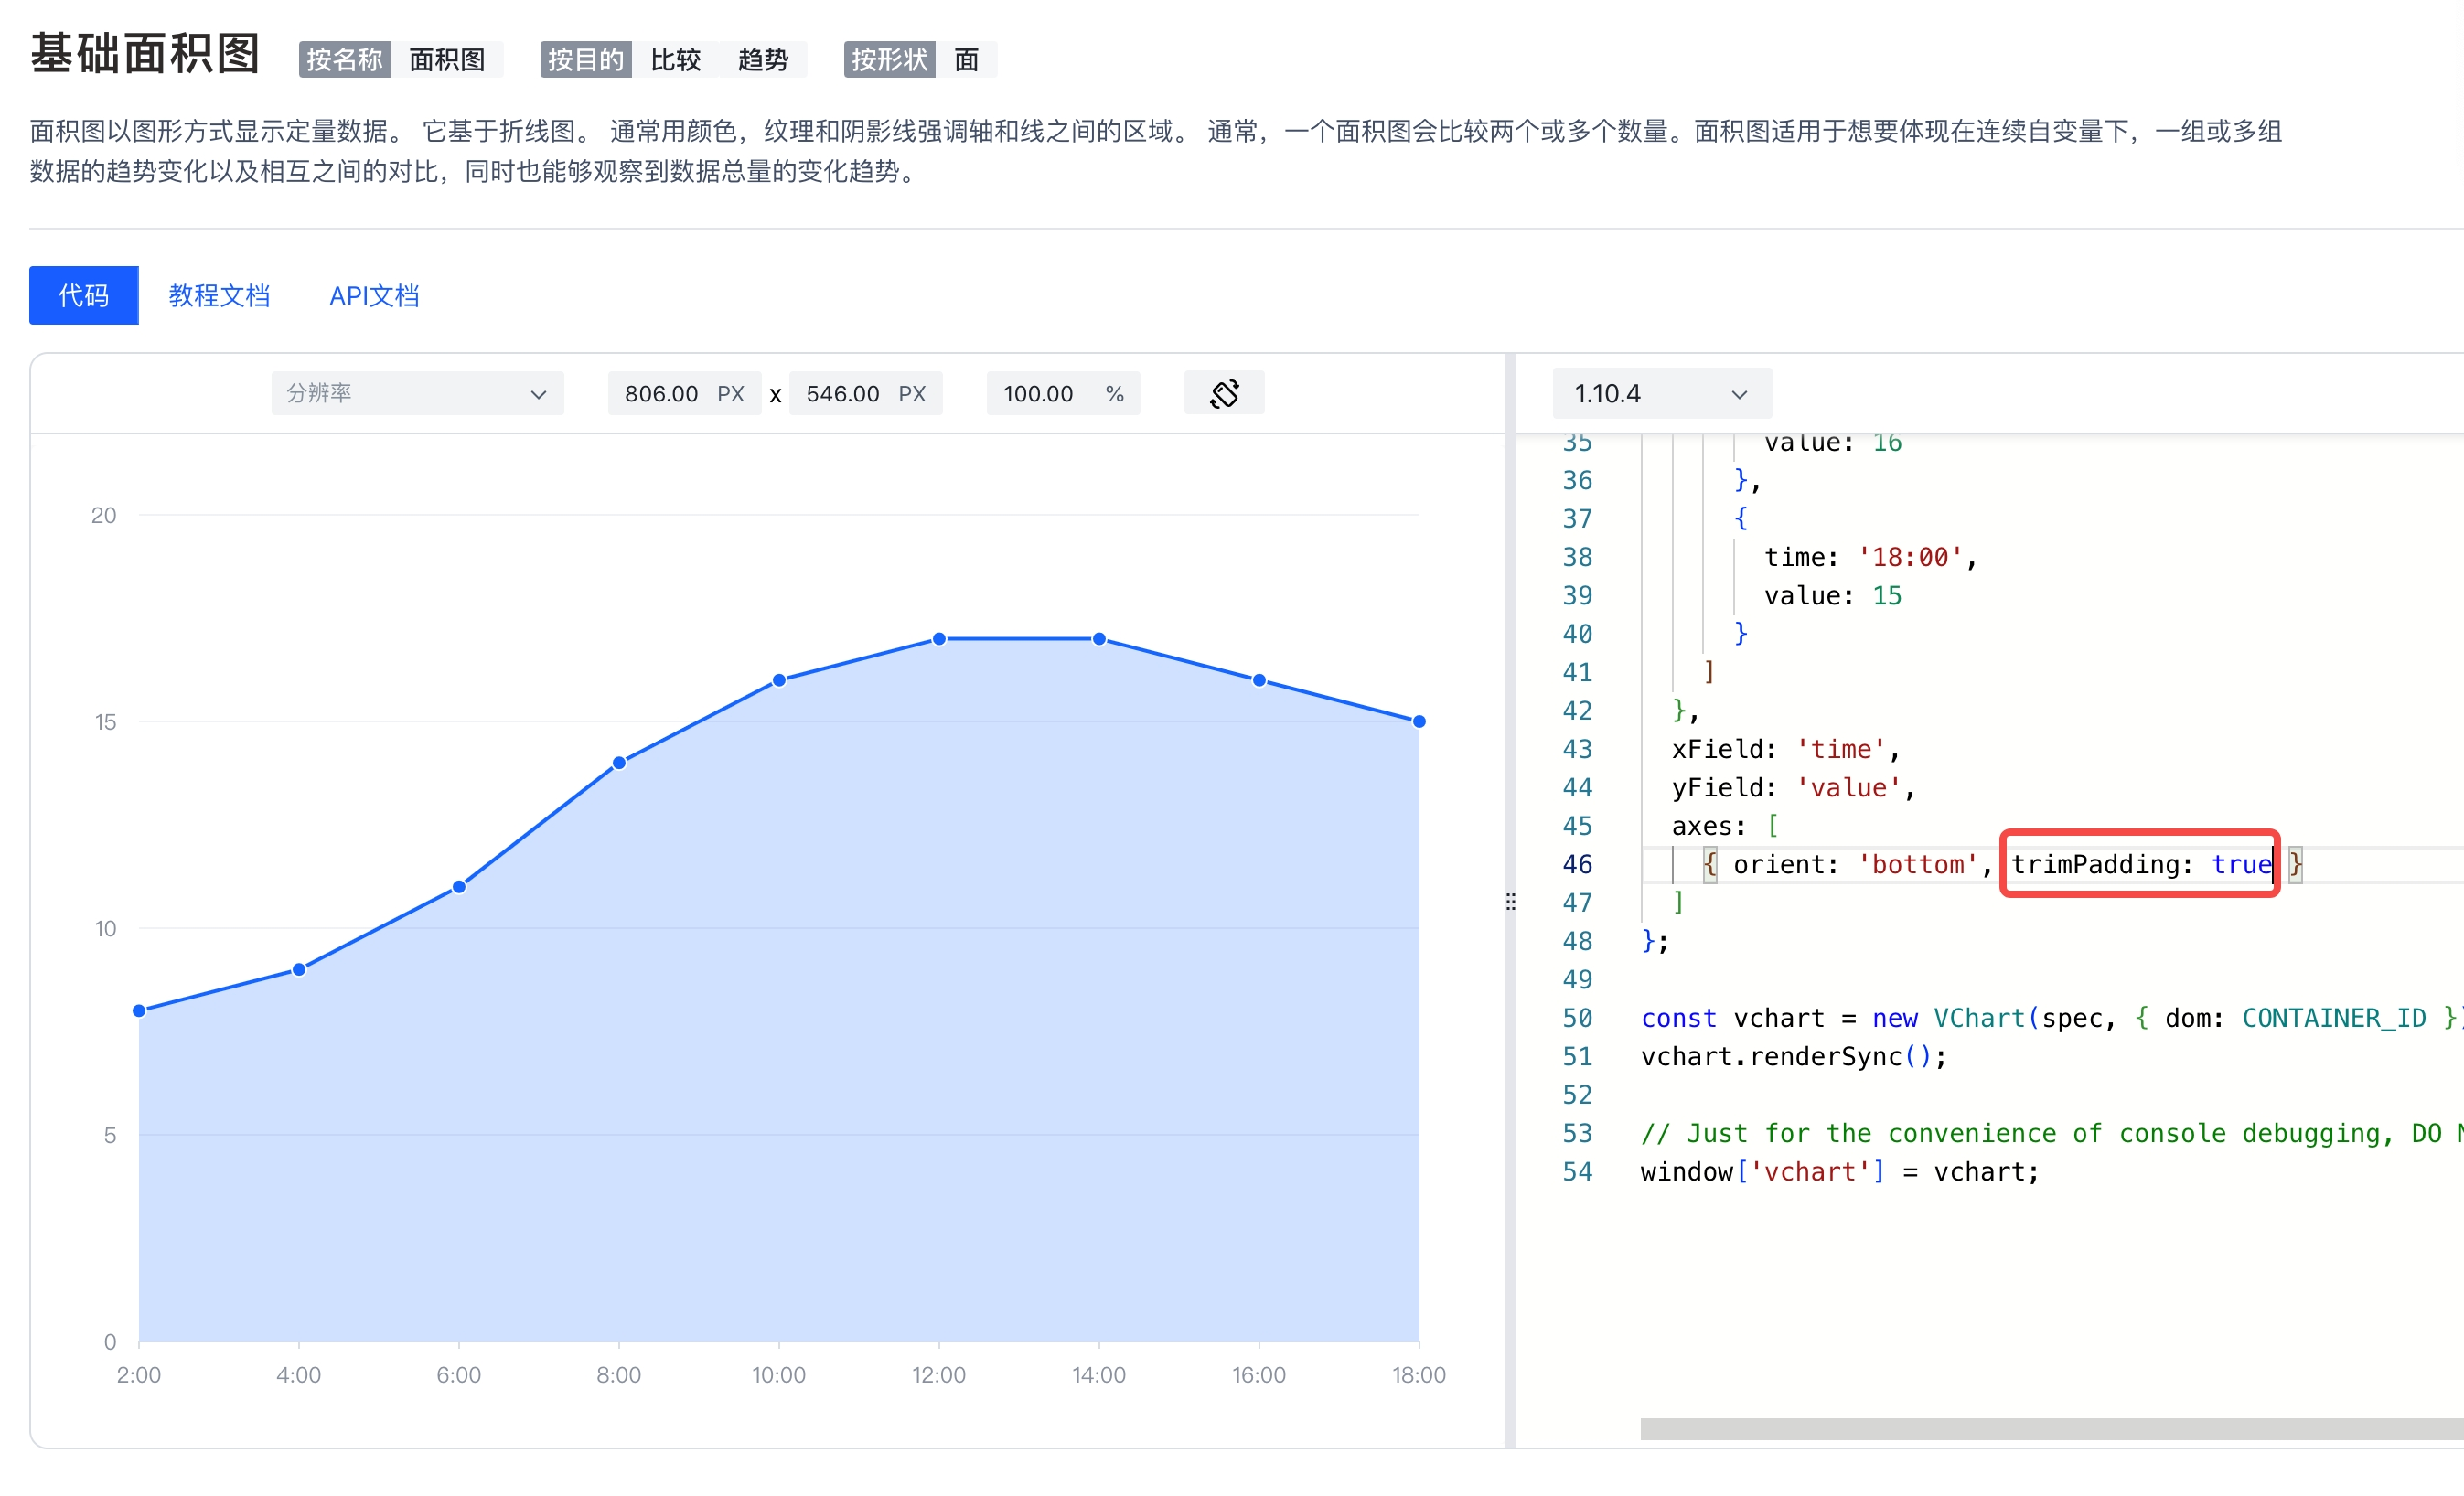 基础面积图 按名称 面积图 按目的 比较 趋势 按形状 面
面积图以图形方式显示定量数据。 它基于折线图。 通常用颜色，纹理和阴影线强调轴和线之间的区域。 通常，一个面积图会比较两个或多个数量。面积图适用于想要体现在连续自变量下，一组或多组
数据的趋势变化以及相互之间的对比，同时也能够观察到数据总量的变化趋势。
代码 教程文档 API文档
分辨率 806.00 PX x 546.00 PX 100.00 %
20
15
10
5
0
2:00 4:00 6:00 8:00 10:00 12:00 14:00 16:00 18:00
1.10.4
35 value: 16
36 },
37 {
38 time: '18:00',
39 value: 15
40 }
41 ]
42 },
43 xField: 'time',
44 yField: 'value',
45 axes: [
46 { orient: 'bottom', trimPadding: true }
47 ]
48 };
49
50 const vchart = new VChart(spec, { dom: CONTAINER_ID }
51 vchart.renderSync();
52
53 // Just for the convenience of console debugging, DO
54 window['vchart'] = vchart;